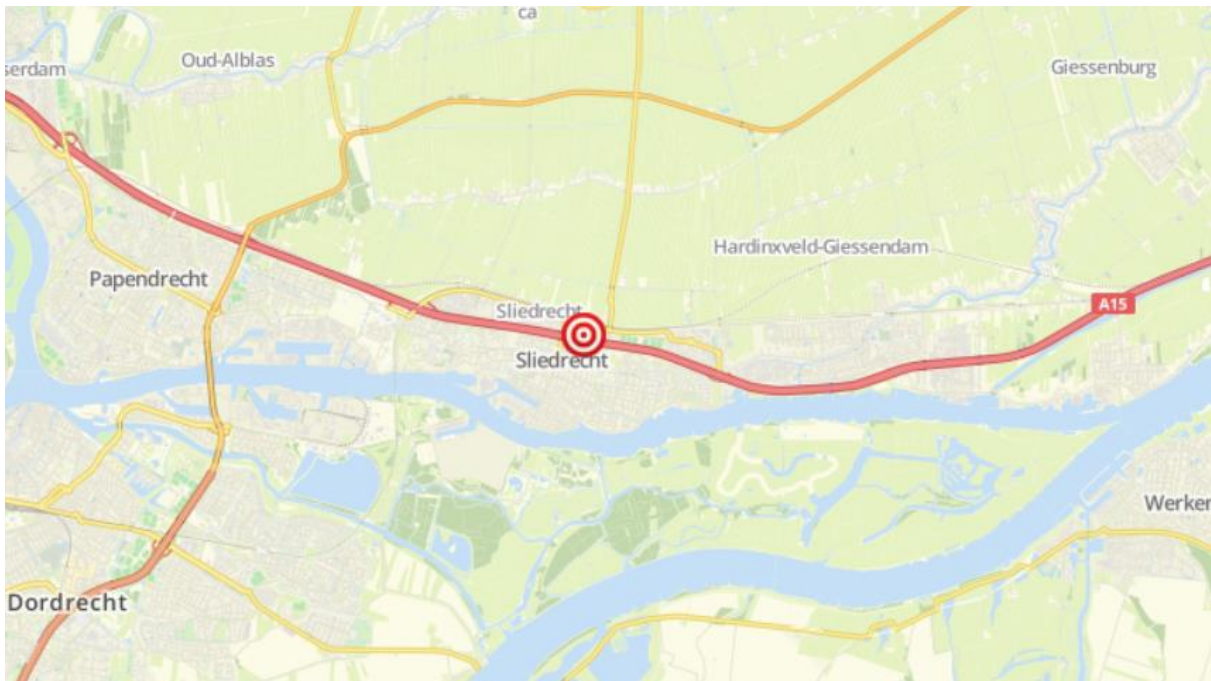 ca
Oud-Alblas
serdam
Giessenburg
Hardinxveld-Giessendam
Papendrecht
A15
Sliedrecht
Sliedrecht
Werker
Dordrecht